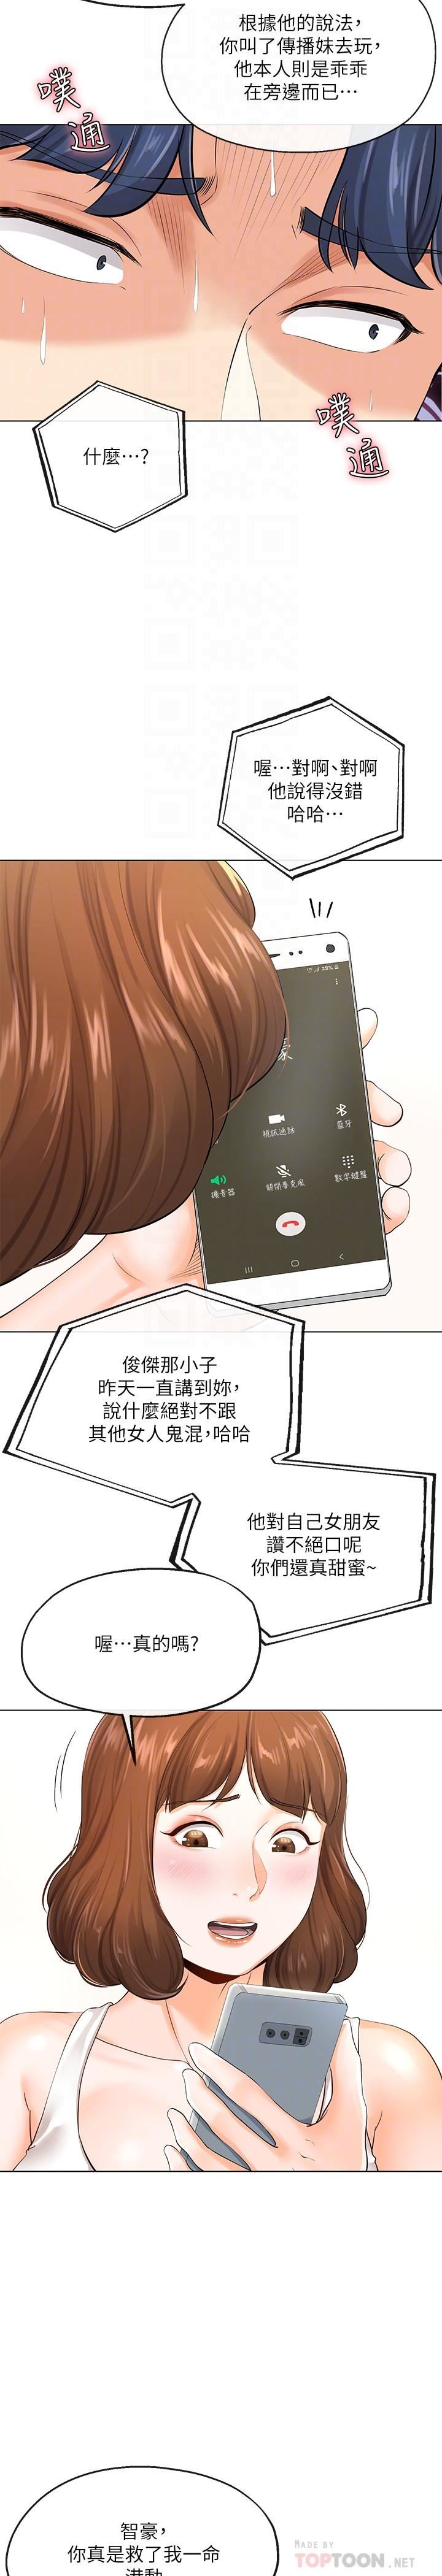 根據他的說法，
你叫了傳播妹去玩，
他本人則是乖乖
在旁邊而已…
噗
通
噗
通
什麼…?
喔…對啊、對啊
他說得沒錯
哈哈…
豪
視訊通話
藍牙
擴音器
關閉麥克風
數字鍵盤
俊傑那小子
昨天一直講到妳，
說什麼絕對不跟
其他女人鬼混，哈哈
他對自己女朋友
讚不絕口呢
你們還真甜蜜~
喔…真的嗎?
智豪，
你真是救了我一命
MADE BY
TOPTOON.NET